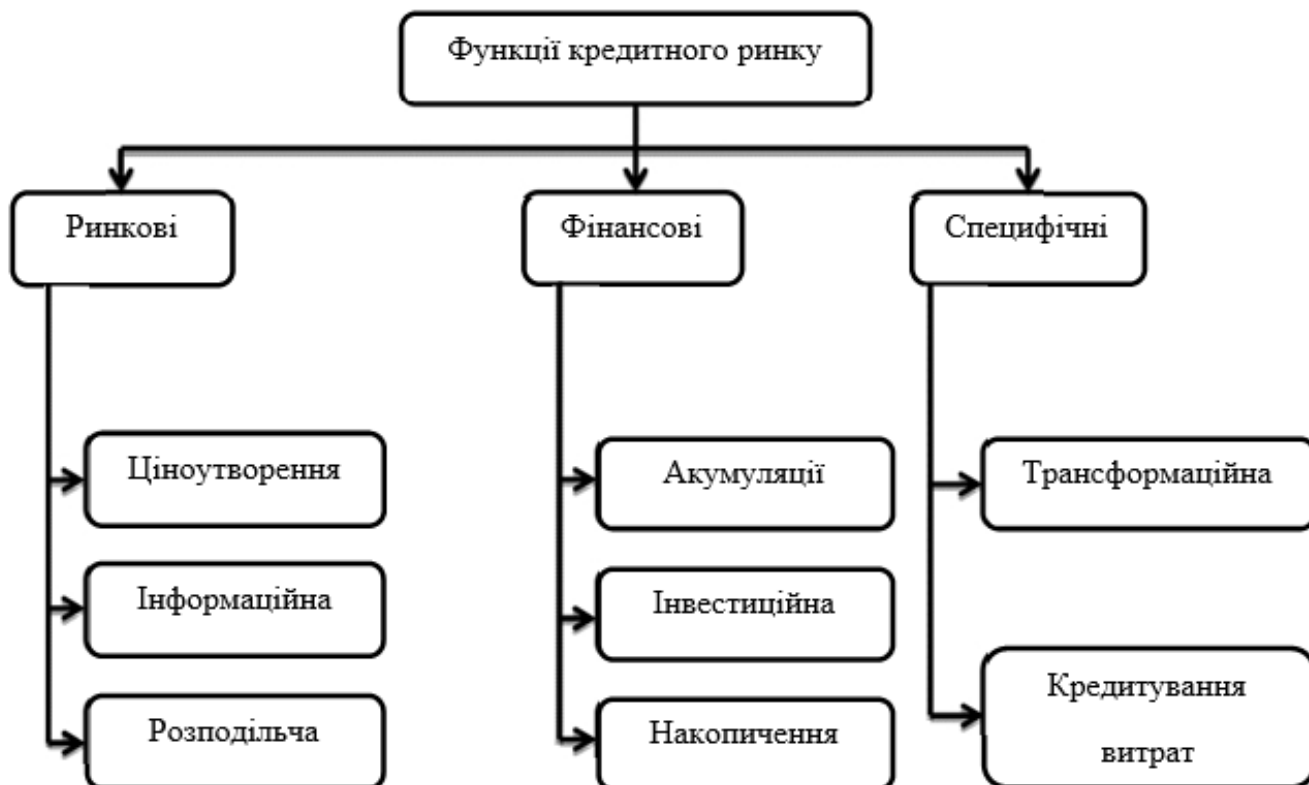 Функції кредитного ринку
Ринкові
Фінансові
Специфічні
Ціноутворення
Акумуляції
Трансформаційна
Інформаційна
Інвестиційна
Розподільча
Накопичення
Кредитування
витрат